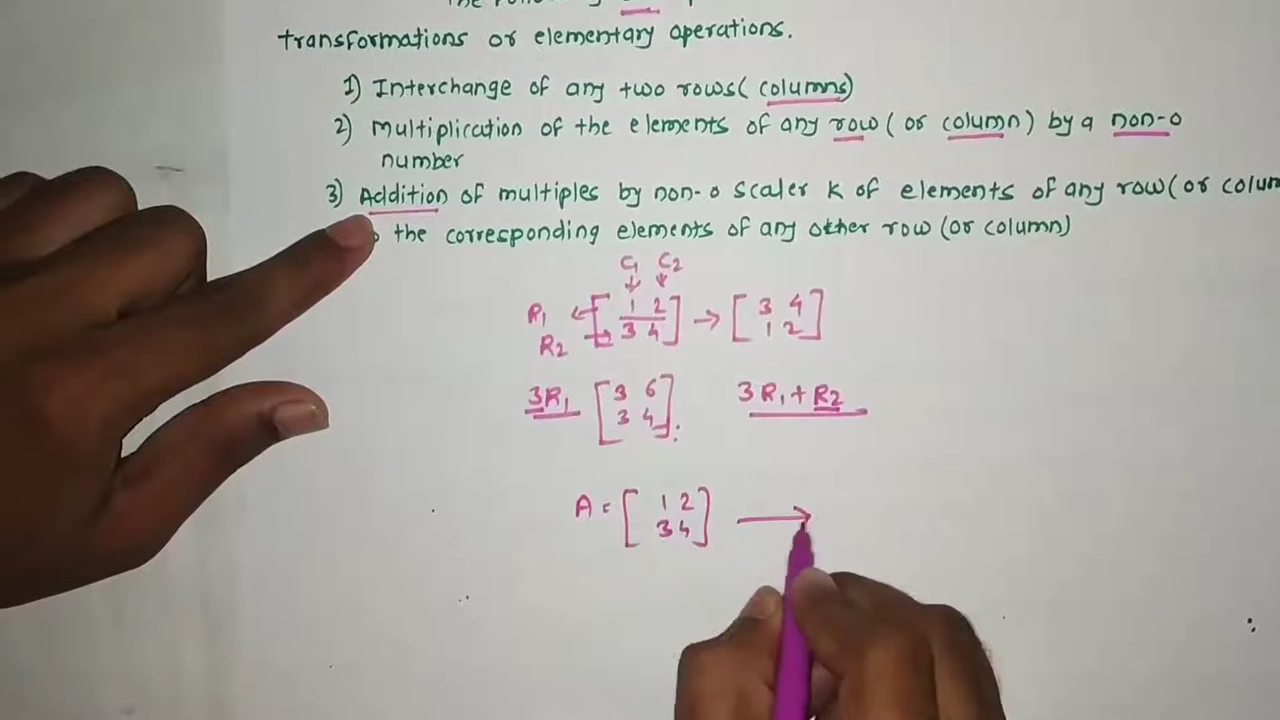 The following
transformations or elementary operations.
1) Interchange of any two rows( columns)
2) Multiplication of the elements of any row ( or column ) by a non-0
number
3) Addition of multiples by non-0 scaler K of elements of any row (or colum
the corresponding elements of any other row (or column)
C1 C2
R1 ← [ 1 2 ] → [ 3 4 ]
R2 [ 3 4 ] [ 1 2 ]
3R1 [ 3 6 ] 3R1 + R2
[ 3 4 ].
A = [ 1 2 ] →
[ 3 4 ]